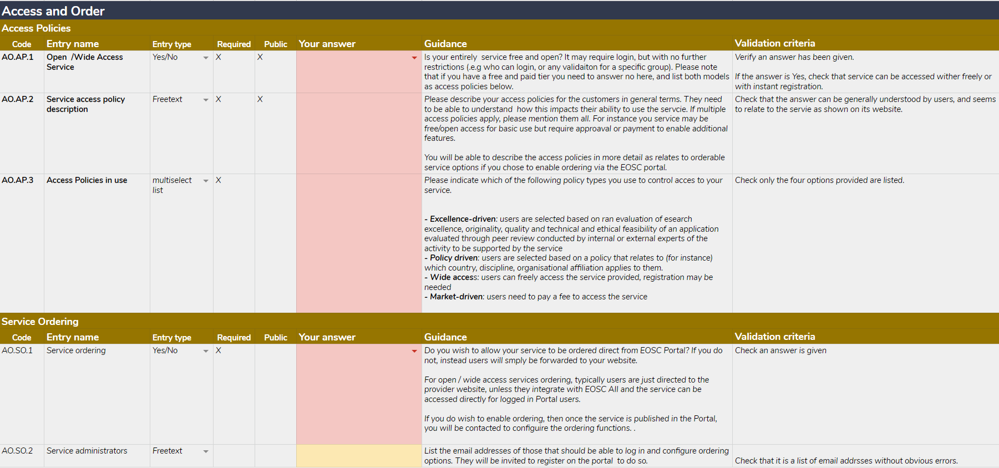 Access and Order
Access Policies
Code Entry name Entry type Required Public Your answer Guidance Validation criteria
AO.AP.1 Open /Wide Access Service Yes/No X X
Is your entirely service free and open? It may require login, but with no further
restrictions (.e.g who can login, or any validaiton for a specific group). Please note
that if you have a free and paid tier you need to answer no here, and list both models
as access policies below.
Verify an answer has been given.
If the answer is Yes, check that service can be accessed wither freely or
with instant registration.
AO.AP.2 Service access policy description Freetext X X
Please describe your access policies for the customers in general terms. They need
to be able to understand how this impacts their ability to use the servcie. If multiple
access policies apply, please mention them all. For instance you service may be
free/open access for basic use but require approaval or payment to enable additional
features.
You will be able to describe the access policies in more detail as relates to orderable
service options if you chose to enable ordering via the EOSC portal.
Check that the answer can be generally understood by users, and seems
to relate to the servie as shown on its website.
AO.AP.3 Access Policies in use multiselect list X
Please indicate which of the following policy types you use to control acces to your
service.
- Excellence-driven: users are selected based on ran evaluation of esearch
excellence, originality, quality and technical and ethical feasibility of an application
evaluated through peer review conducted by internal or external experts of the
activity to be supported by the service
- Policy driven: users are selected based on a policy that relates to (for instance)
which country, discipline, organisational affiliation applies to them.
- Wide access: users can freely access the service provided, registration may be
needed
- Market-driven: users need to pay a fee to access the service
Check only the four options provided are listed.
Service Ordering
Code Entry name Entry type Required Public Your answer Guidance Validation criteria
AO.SO.1 Service ordering Yes/No X
Do you wish to allow your service to be ordered direct from EOSC Portal? If you do
not, instead users will smply be forwarded to your website.
For open / wide access services ordering, typically users are just directed to the
provider website, unless they integrate with EOSC AII and the service can be
accessed directly for logged in Portal users.
If you do wish to enable ordering, then once the service is published in the Portal,
you will be contacted to configuire the ordering functions. .
Check an answer is given
AO.SO.2 Service administrators Freetext
List the email addresses of those that should be able to log in and configure ordering
options. They will be invited to register on the portal to do so.
Check that it is a list of email addrsses without obvious errors.